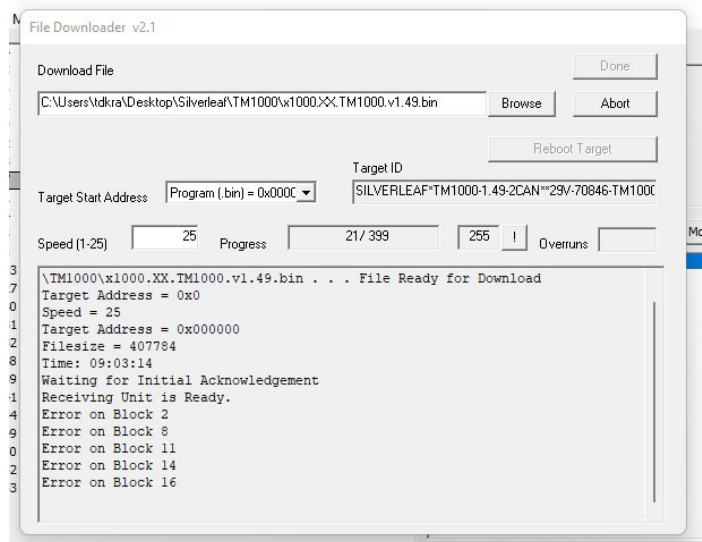 File Downloader v2.1
Download File
Done
C:\Users\tdkra\Desktop\Silverleaf\TM1000\x1000.XX.TM1000.v1.49.bin
Browse
Abort
Reboot Target
Target ID
Target Start Address
Program (.bin) = 0x000C
SILVERLEAF*TM1000-1.49-2CAN**29V-70846-TM100C
Speed (1-25)
25
Progress
21/ 399
255
!
Overruns
\TM1000\x1000.XX.TM1000.v1.49.bin . . . File Ready for Download
Target Address = 0x0
Speed = 25
Target Address = 0x000000
Filesize = 407784
Time: 09:03:14
Waiting for Initial Acknowledgement
Receiving Unit is Ready.
Error on Block 2
Error on Block 8
Error on Block 11
Error on Block 14
Error on Block 16